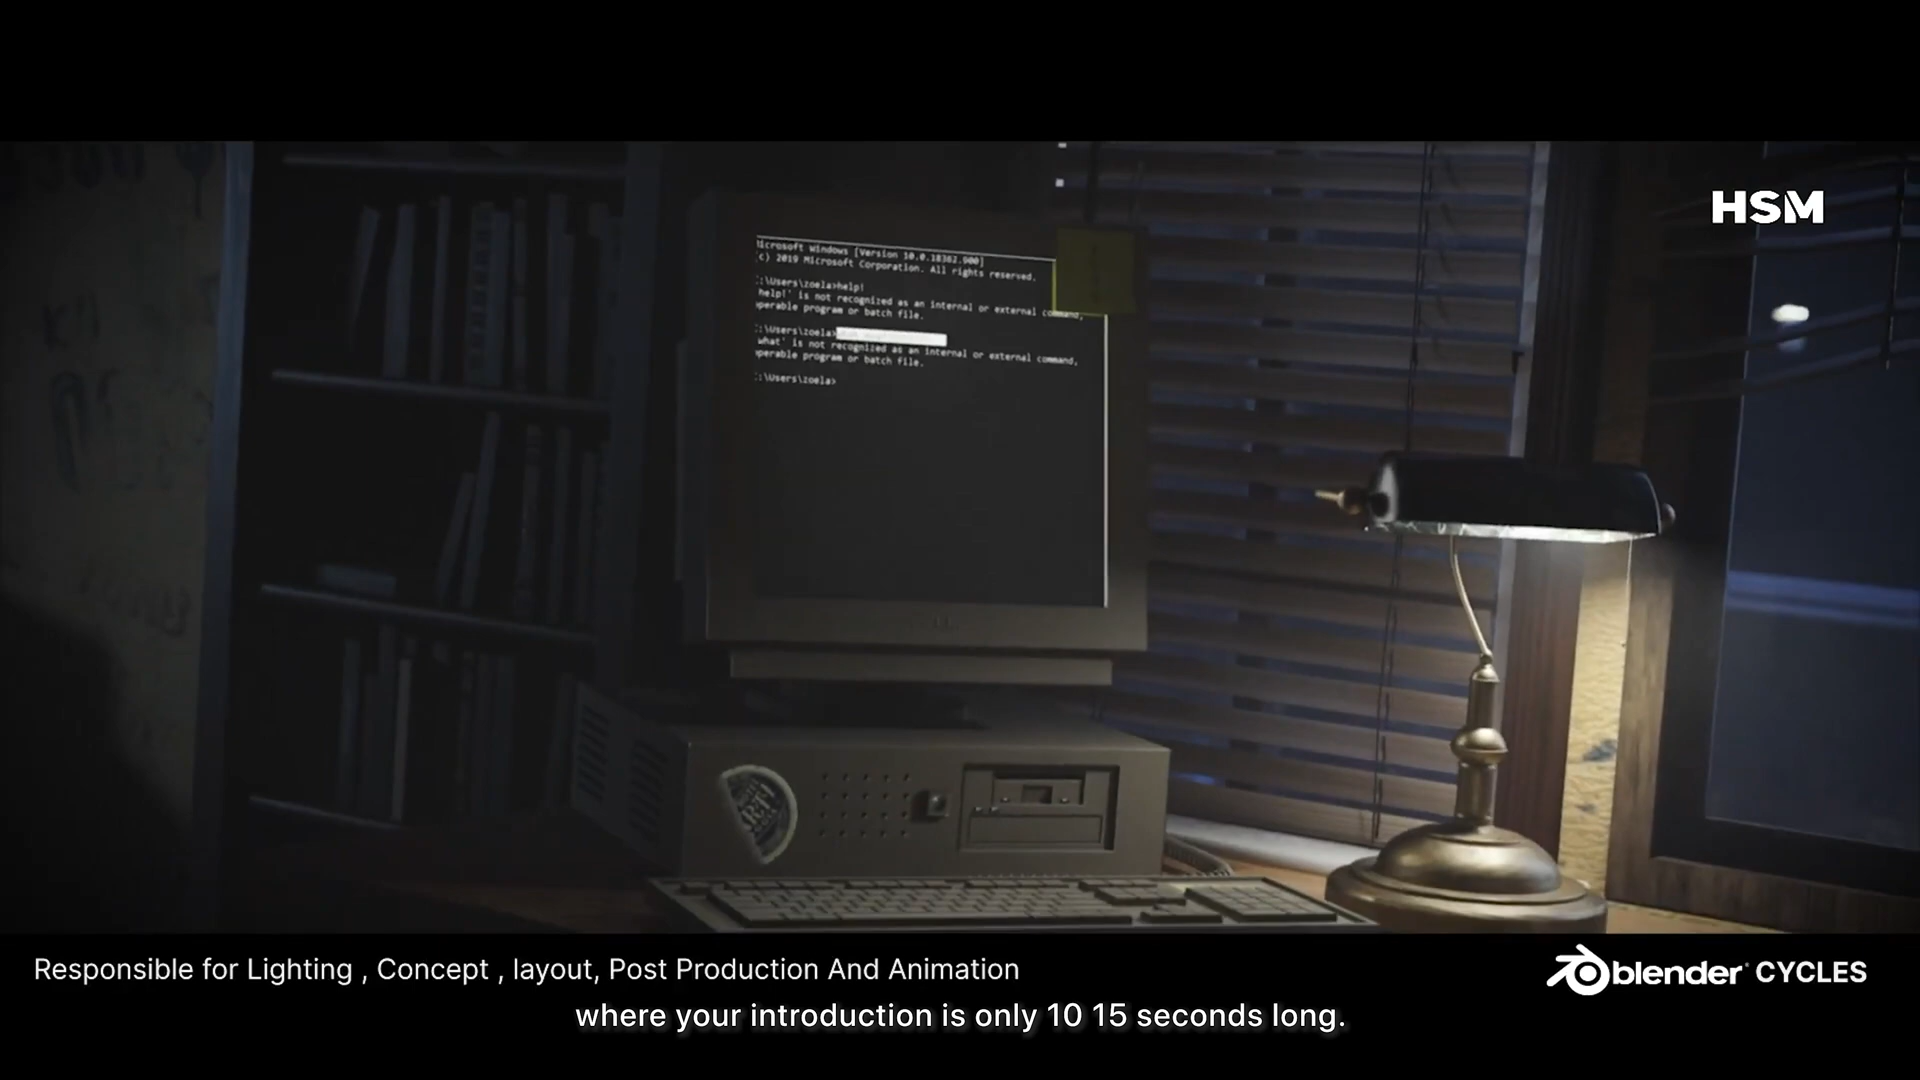 HSM
Microsoft Windows [Version 10.0.18362.900]
(c) 2019 Microsoft Corporation. All rights reserved.
C:\Users\zoela>help!
'help!' is not recognized as an internal or external command,
operable program or batch file.
C:\Users\zoela>
'what' is not recognized as an internal or external command,
operable program or batch file.
C:\Users\zoela>
Responsible for Lighting , Concept , layout, Post Production And Animation
blender CYCLES
where your introduction is only 10 15 seconds long.